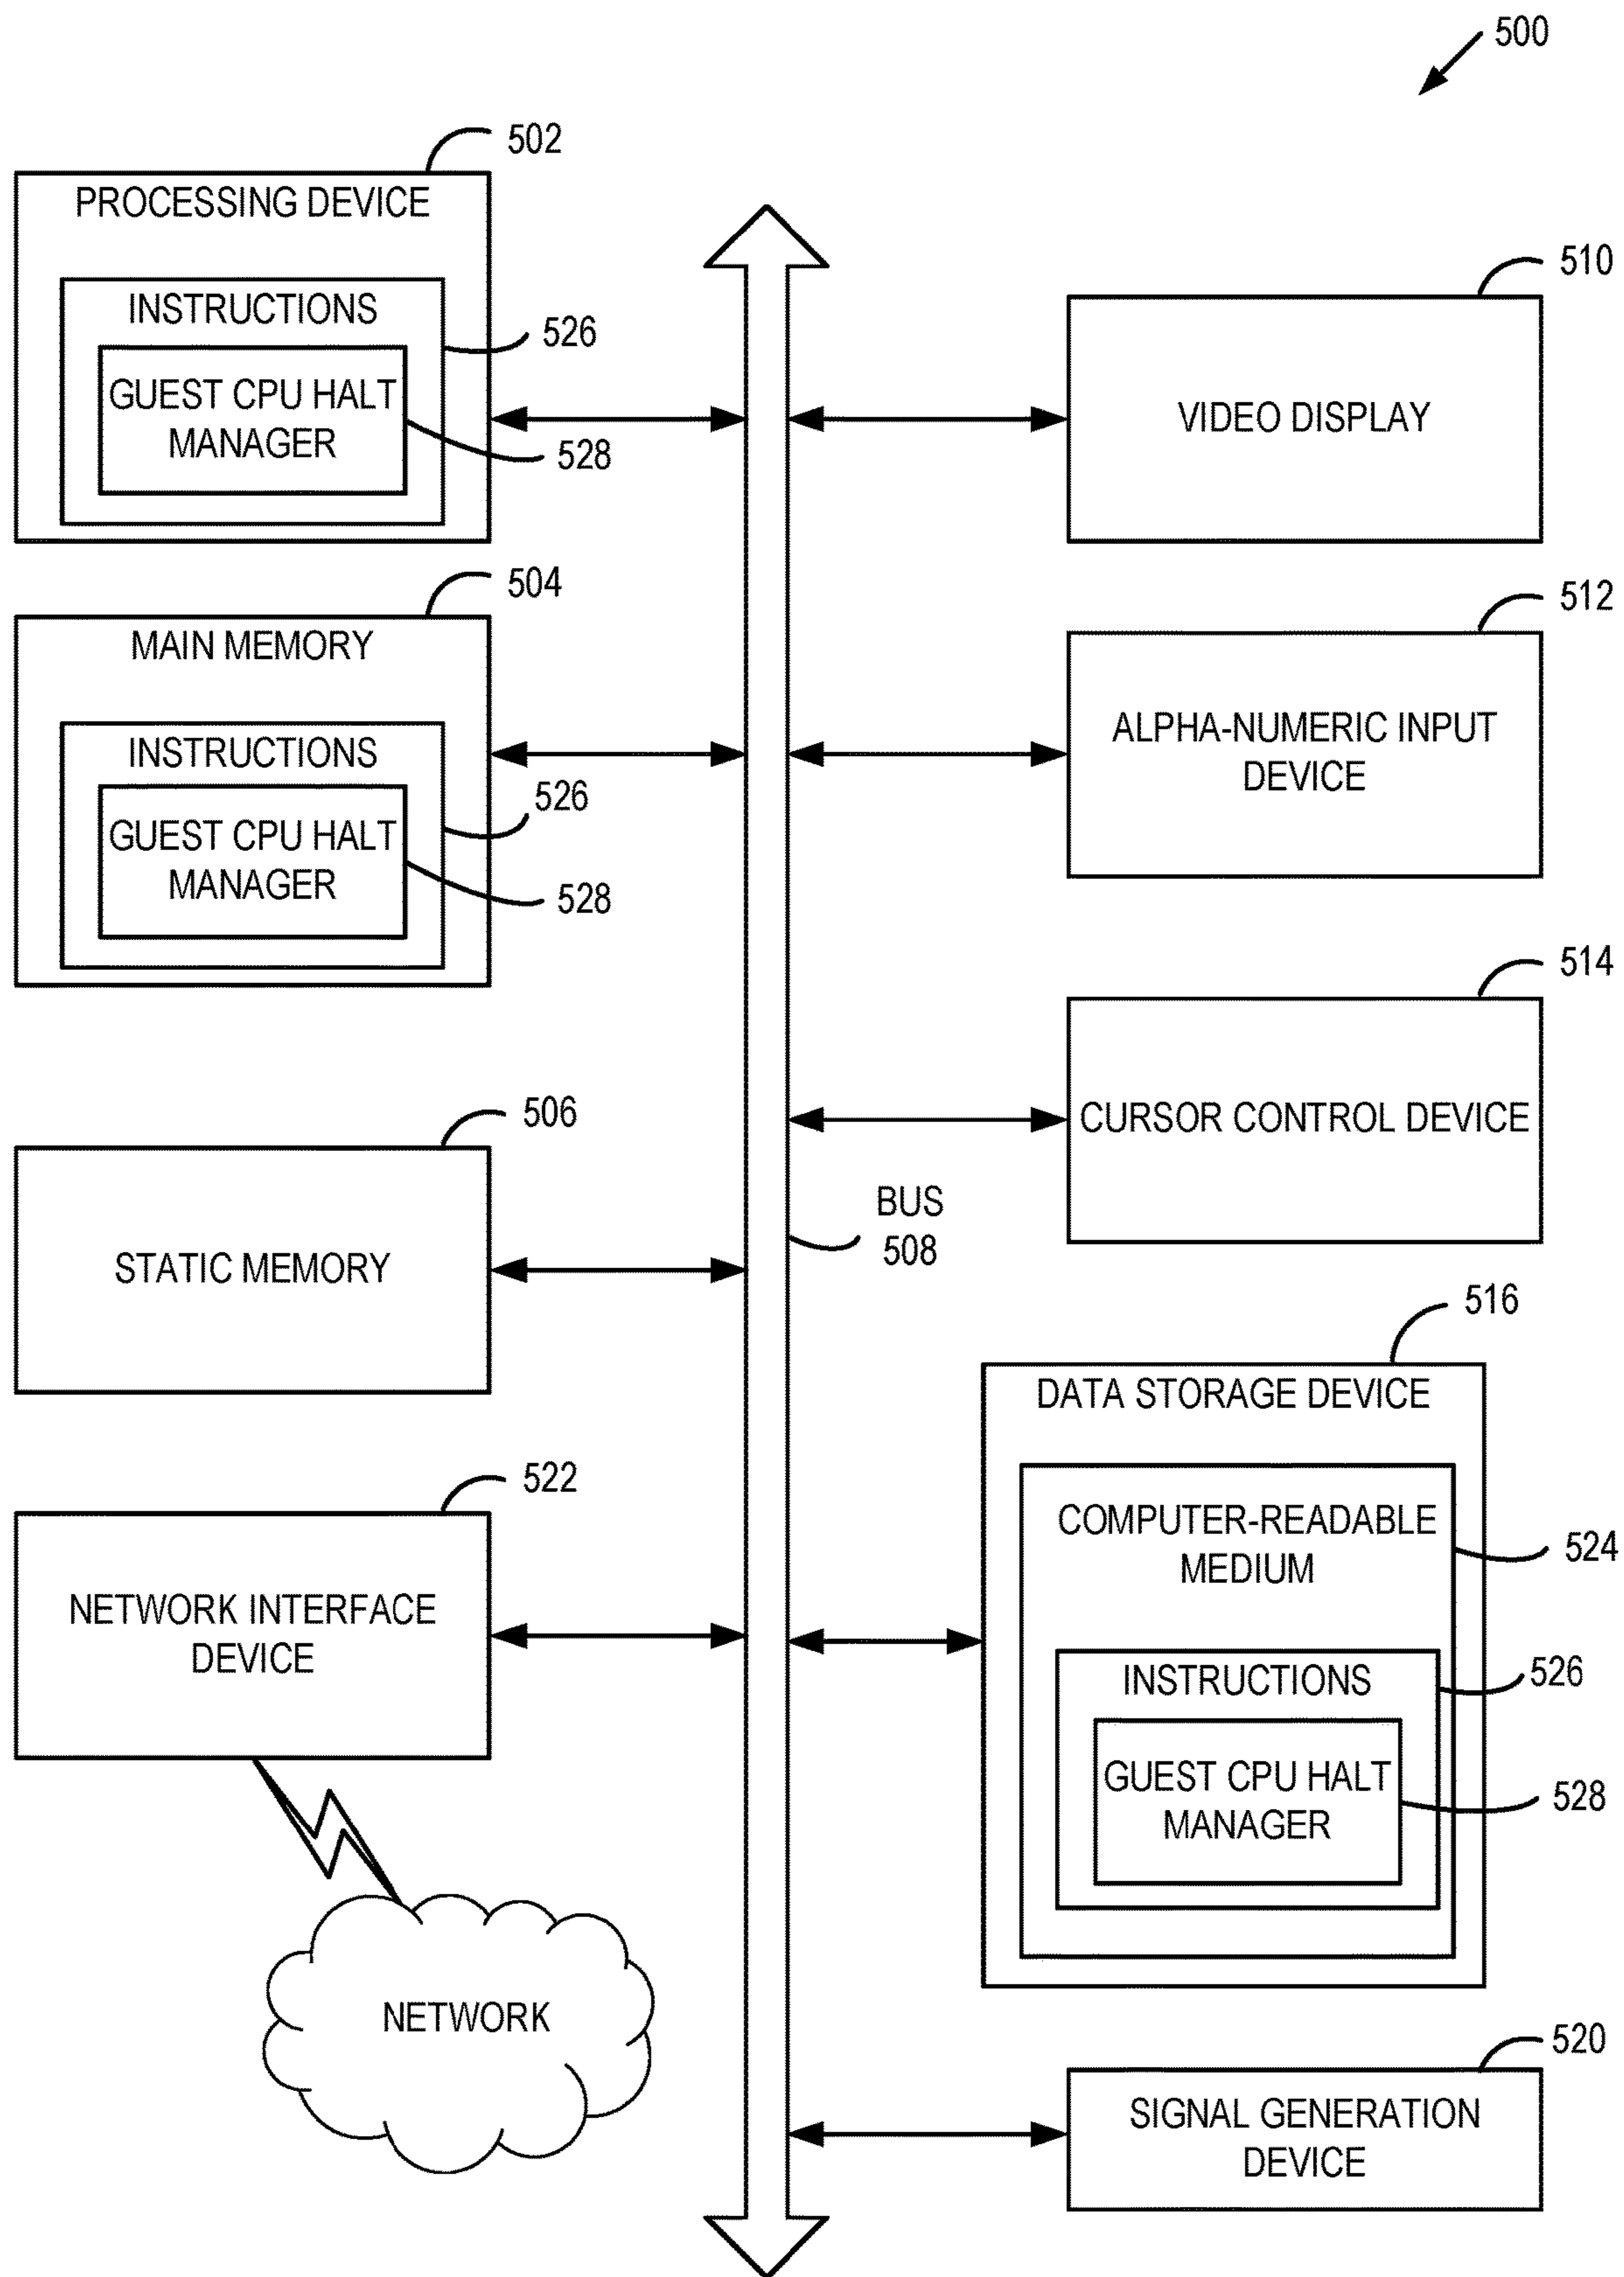 500
502
PROCESSING DEVICE
INSTRUCTIONS
526
GUEST CPU HALT
MANAGER
528
504
MAIN MEMORY
INSTRUCTIONS
526
GUEST CPU HALT
MANAGER
528
506
STATIC MEMORY
522
NETWORK INTERFACE
DEVICE
NETWORK
BUS
508
510
VIDEO DISPLAY
512
ALPHA-NUMERIC INPUT
DEVICE
514
CURSOR CONTROL DEVICE
516
DATA STORAGE DEVICE
COMPUTER-READABLE
MEDIUM
524
INSTRUCTIONS
526
GUEST CPU HALT
MANAGER
528
520
SIGNAL GENERATION
DEVICE